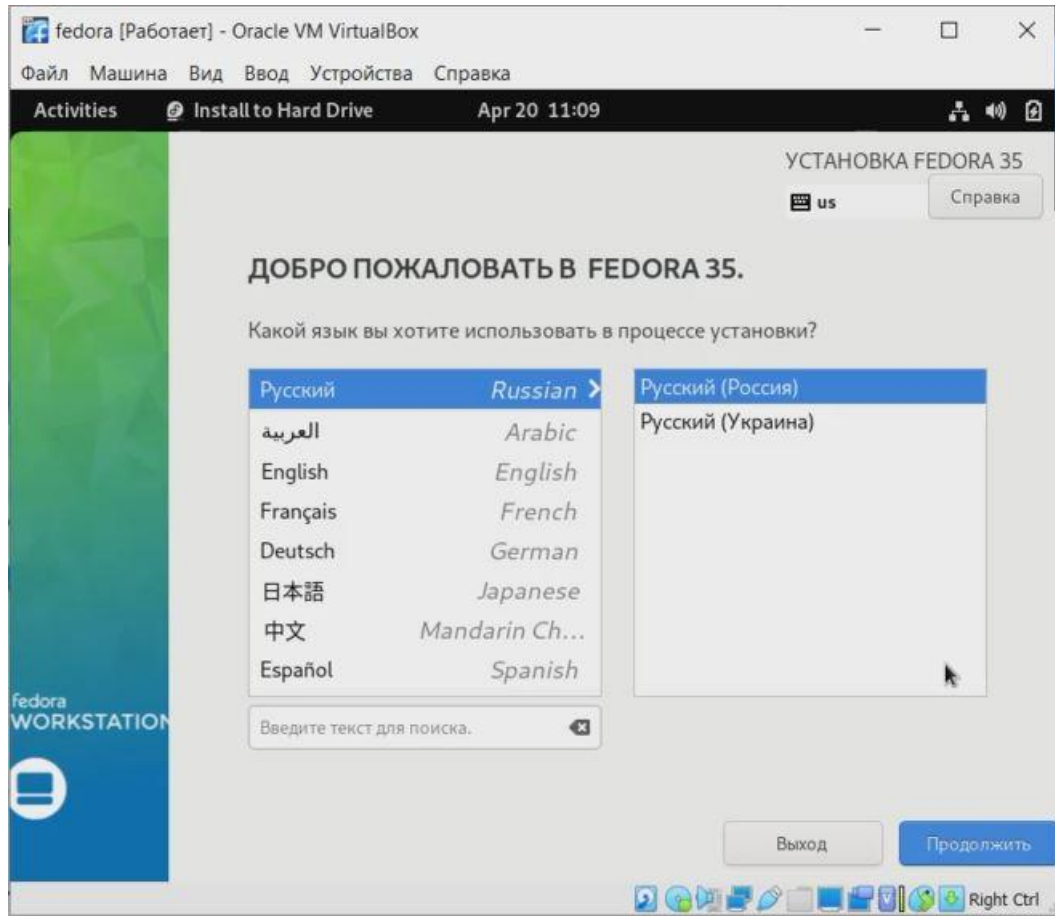 fedora [Работает] - Oracle VM VirtualBox
Файл Машина Вид Ввод Устройства Справка
Activities Install to Hard Drive Apr 20 11:09
УСТАНОВКА FEDORA 35
us Справка
ДОБРО ПОЖАЛОВАТЬ В FEDORA 35.
Какой язык вы хотите использовать в процессе установки?
Русский Russian Русский (Россия)
العربية Arabic Русский (Украина)
English English
Français French
Deutsch German
日本語 Japanese
中文 Mandarin Ch...
Español Spanish
fedora
WORKSTATION
Введите текст для поиска.
Выход Продолжить
Right Ctrl